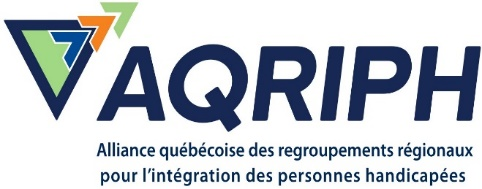 AQRIPH
Alliance québécoise des regroupements régionaux
pour l'intégration des personnes handicapées